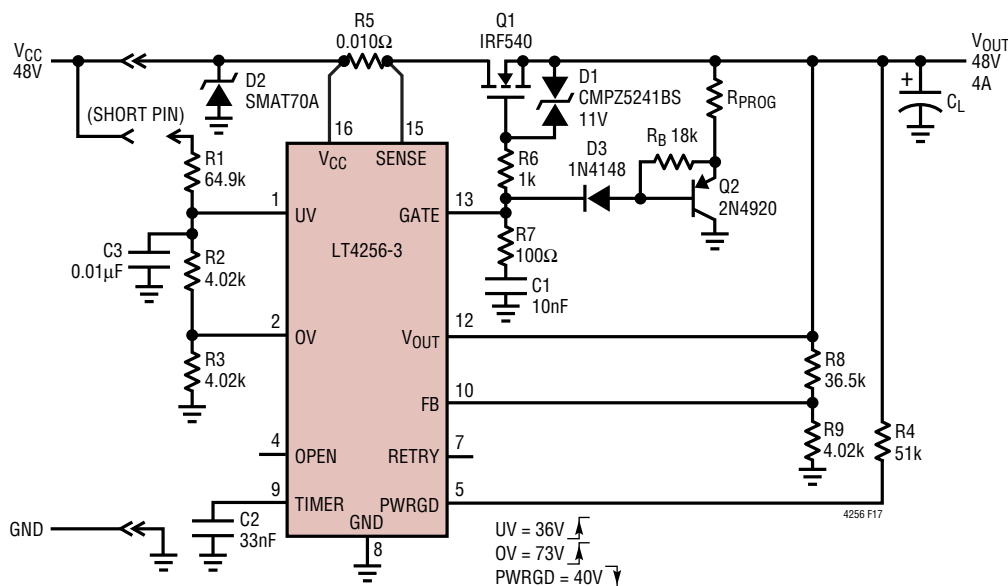 VCC
48V
R5
0.010Ω
Q1
IRF540
VOUT
48V
4A
D2
SMAT70A
D1
CMPZ5241BS
11V
RPROG
+
CL
(SHORT PIN)
16
15
VCC
SENSE
R1
64.9k
R6
1k
D3
1N4148
RB 18k
Q2
2N4920
1
UV
GATE
13
LT4256-3
C3
0.01µF
R2
4.02k
R7
100Ω
C1
10nF
2
OV
VOUT
12
R3
4.02k
R8
36.5k
FB
10
R9
4.02k
R4
51k
4
OPEN
RETRY
7
9
TIMER
PWRGD
5
GND
8
GND
C2
33nF
UV = 36V
OV = 73V
PWRGD = 40V
4256 F17